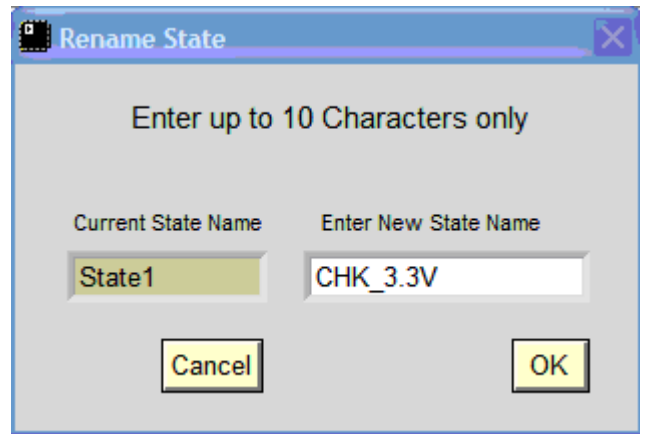 Rename State
Enter up to 10 Characters only
Current State Name Enter New State Name
State1 CHK_3.3V
Cancel OK